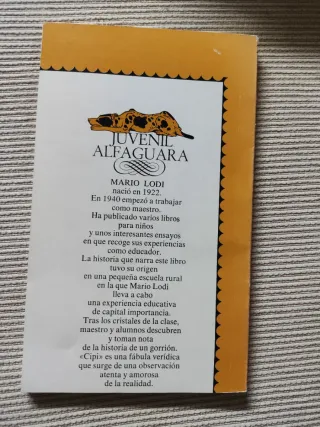 JUVENIL
ALFAGUARA
MARIO LODI
nació en 1922.
En 1940 empezó a trabajar
como maestro.
Ha publicado varios libros
para niños
y unos interesantes ensayos
en que recoge sus experiencias
como educador.
La historia que narra este libro
tuvo su origen
en una pequeña escuela rural
en la que Mario Lodi
lleva a cabo
una experiencia educativa
de capital importancia.
Tras los cristales de la clase,
maestro y alumnos descubren
y toman nota
de la historia de un gorrión.
«Cipi» es una fábula verídica
que surge de una observación
atenta y amorosa
de la realidad.